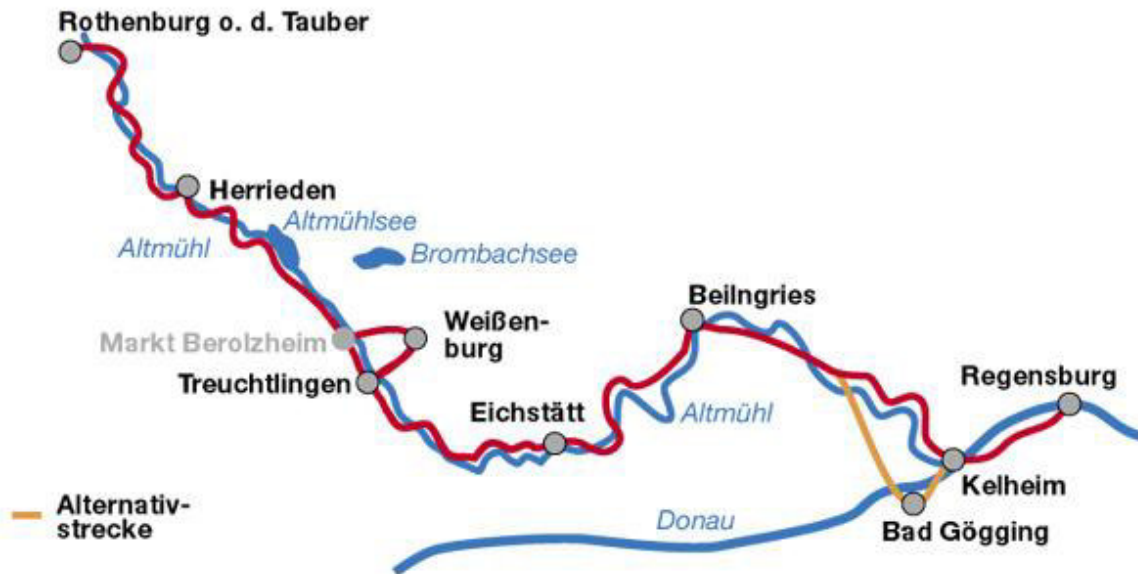 Rothenburg o. d. Tauber
Herrieden
Altmühlsee
Altmühl
Brombachsee
Beilngries
Weißen-
burg
Markt Berolzheim
Treuchtlingen
Regensburg
Eichstätt
Altmühl
Kelheim
Alternativ-
strecke
Donau
Bad Gögging